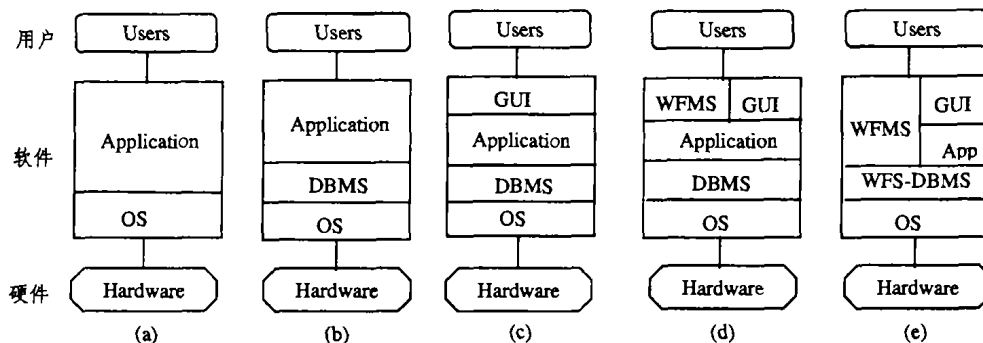 用户 Users Users Users Users Users
GUI WFMS GUI WFMS GUI
软件 Application Application Application Application App
DBMS DBMS DBMS WFS-DBMS
OS OS OS OS OS
硬件 Hardware Hardware Hardware Hardware Hardware
(a) (b) (c) (d) (e)